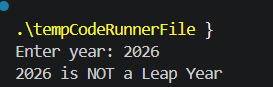 .\tempCodeRunnerFile }
Enter year: 2026
2026 is NOT a Leap Year